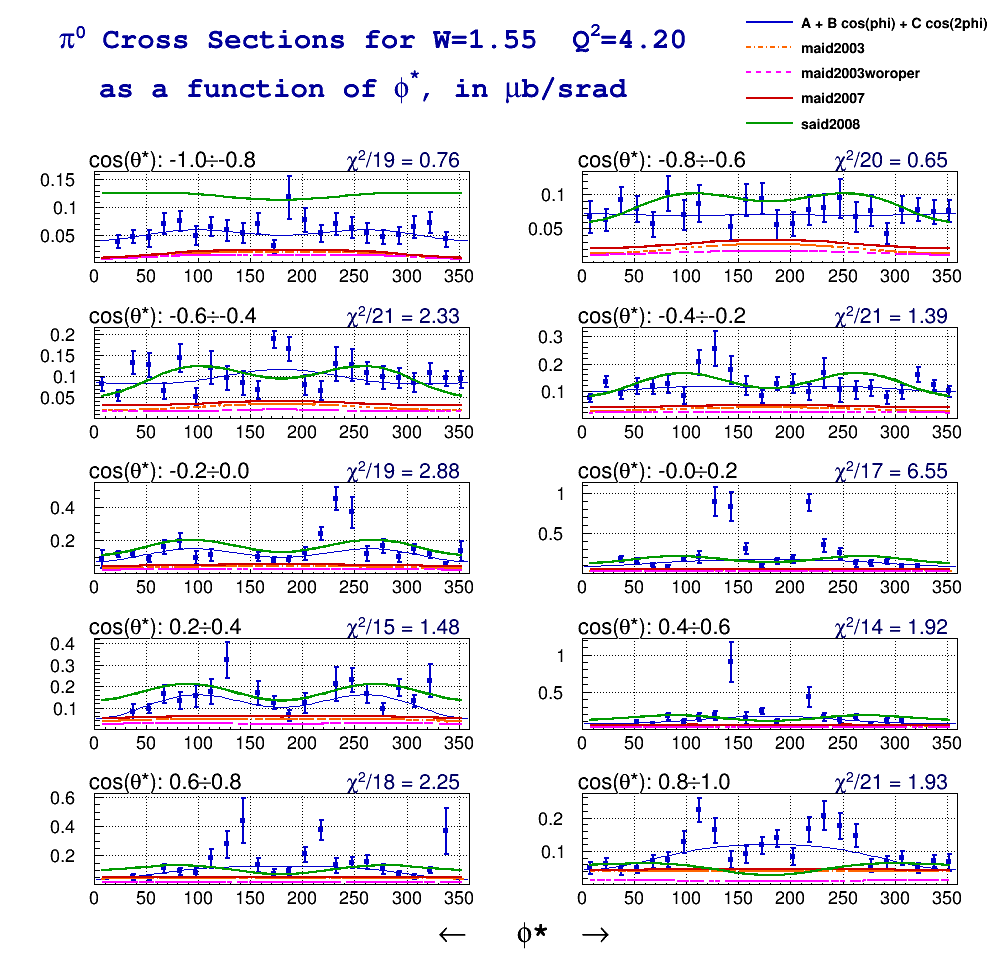 π⁰ Cross Sections for W=1.55 Q²=4.20
as a function of ϕ*, in μb/srad
A + B cos(phi) + C cos(2phi)
maid2003
maid2003woroper
maid2007
said2008
cos(θ*): -1.0÷-0.8 χ²/19 = 0.76
0.15
0.1
0.05
0 50 100 150 200 250 300 350
cos(θ*): -0.8÷-0.6 χ²/20 = 0.65
0.1
0.05
0 50 100 150 200 250 300 350
cos(θ*): -0.6÷-0.4 χ²/21 = 2.33
0.2
0.15
0.1
0.05
0 50 100 150 200 250 300 350
cos(θ*): -0.4÷-0.2 χ²/21 = 1.39
0.3
0.2
0.1
0 50 100 150 200 250 300 350
cos(θ*): -0.2÷0.0 χ²/19 = 2.88
0.4
0.2
0 50 100 150 200 250 300 350
cos(θ*): -0.0÷0.2 χ²/17 = 6.55
1
0.5
0 50 100 150 200 250 300 350
cos(θ*): 0.2÷0.4 χ²/15 = 1.48
0.4
0.3
0.2
0.1
0 50 100 150 200 250 300 350
cos(θ*): 0.4÷0.6 χ²/14 = 1.92
1
0.5
0 50 100 150 200 250 300 350
cos(θ*): 0.6÷0.8 χ²/18 = 2.25
0.6
0.4
0.2
0 50 100 150 200 250 300 350
cos(θ*): 0.8÷1.0 χ²/21 = 1.93
0.2
0.1
0 50 100 150 200 250 300 350
← ϕ* →